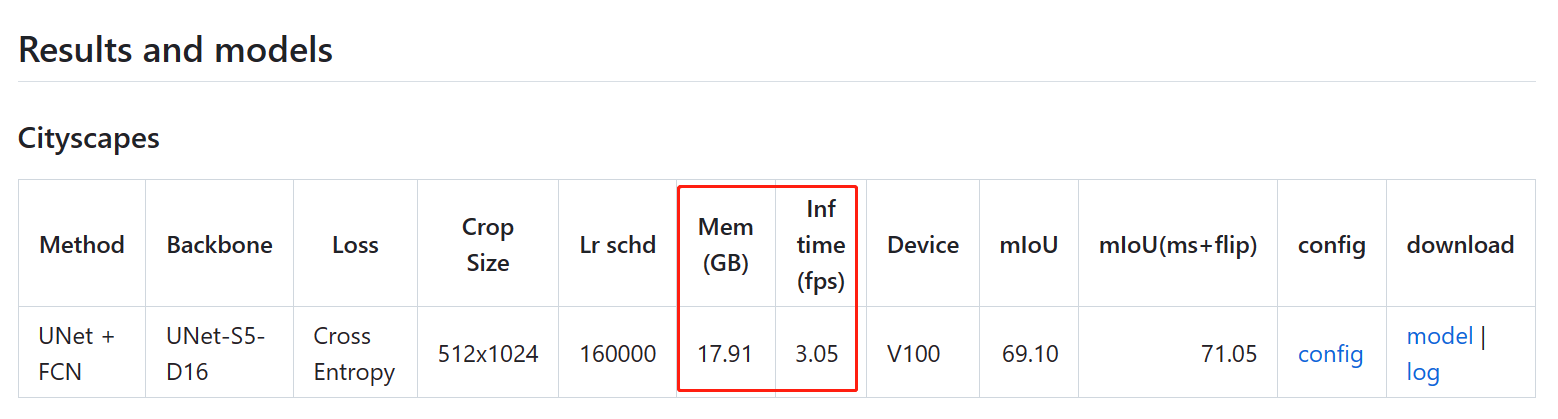 Results and models
Cityscapes
Method Backbone Loss Crop Size Lr schd Mem (GB) Inf time (fps) Device mIoU mIoU(ms+flip) config download
UNet + FCN UNet-S5-D16 Cross Entropy 512x1024 160000 17.91 3.05 V100 69.10 71.05 config model | log